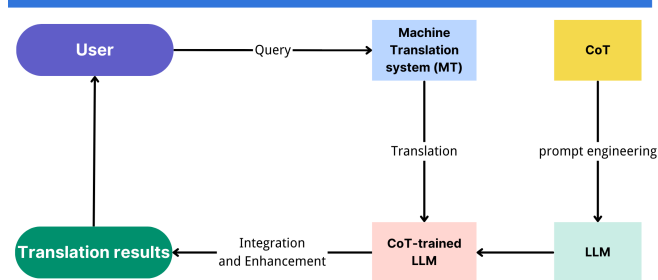 User
Query
Machine
Translation
system (MT)
CoT
Translation
prompt engineering
Translation results
Integration
and Enhancement
CoT-trained
LLM
LLM